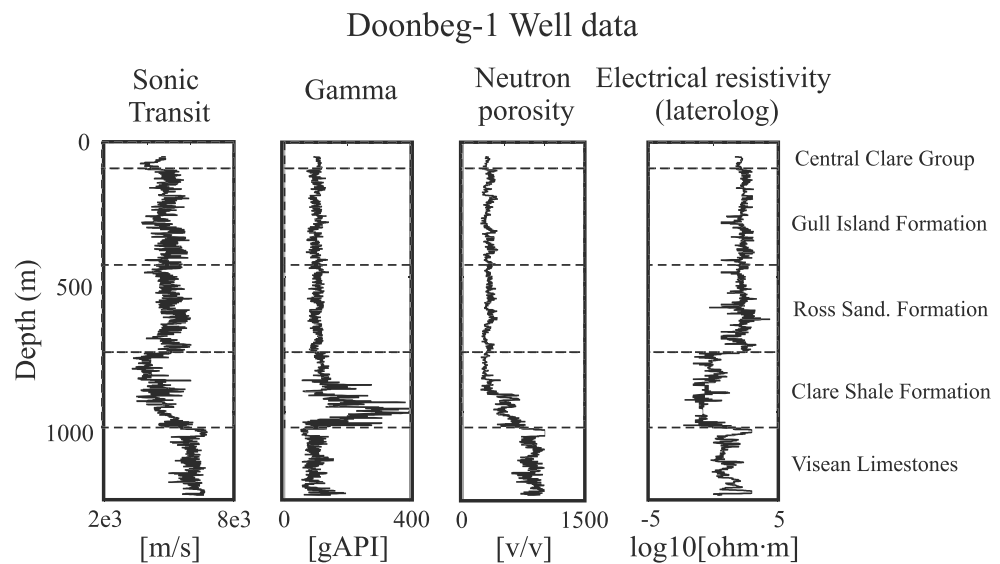 Doonbeg-1 Well data
Sonic
Transit
Gamma
Neutron
porosity
Electrical resistivity
(laterolog)
0
500
1000
Depth (m)
Central Clare Group
Gull Island Formation
Ross Sand. Formation
Clare Shale Formation
Visean Limestones
2e3 8e3
0 400
0 1500
-5 5
[m/s]
[gAPI]
[v/v]
log10[ohm·m]